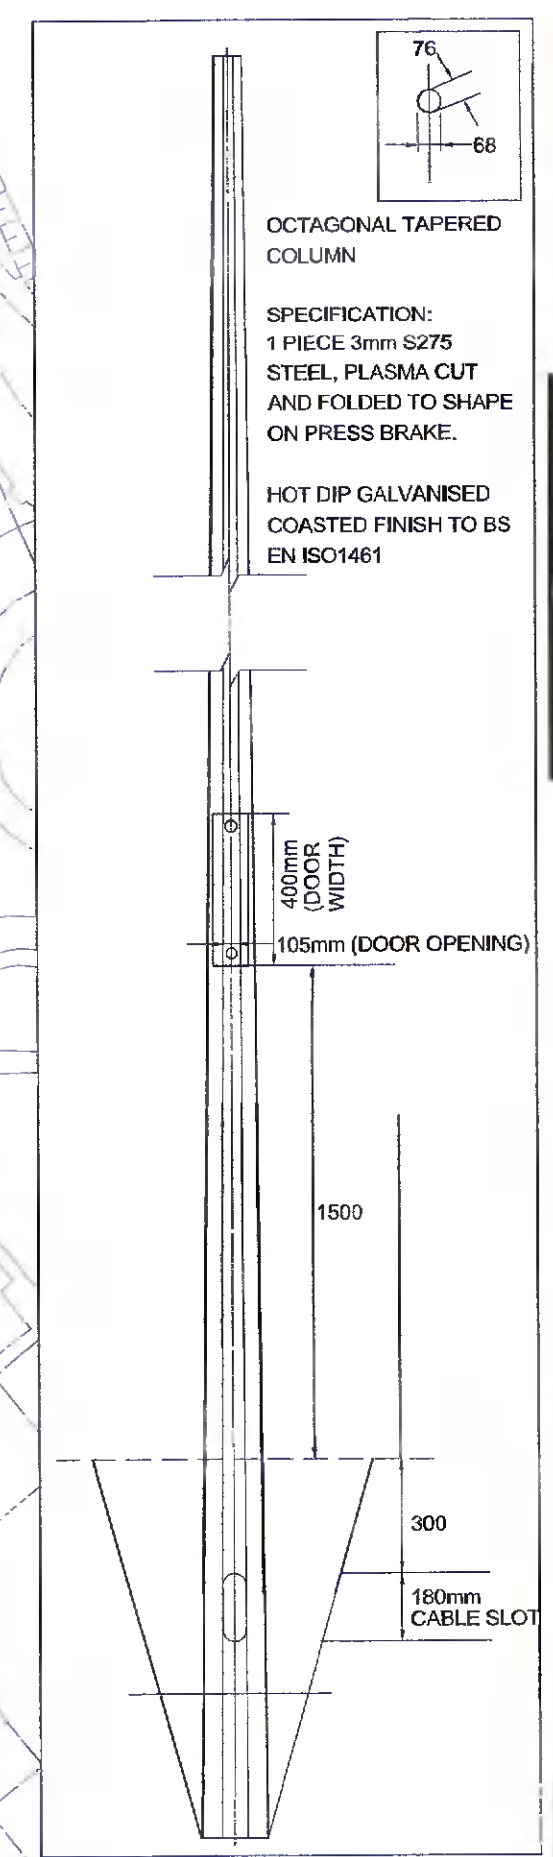 76
68
OCTAGONAL TAPERED
COLUMN
SPECIFICATION:
1 PIECE 3mm S275
STEEL, PLASMA CUT
AND FOLDED TO SHAPE
ON PRESS BRAKE.
HOT DIP GALVANISED
COASTED FINISH TO BS
EN ISO1461
400mm
(DOOR
WIDTH)
105mm (DOOR OPENING)
1500
300
180mm
CABLE SLOT